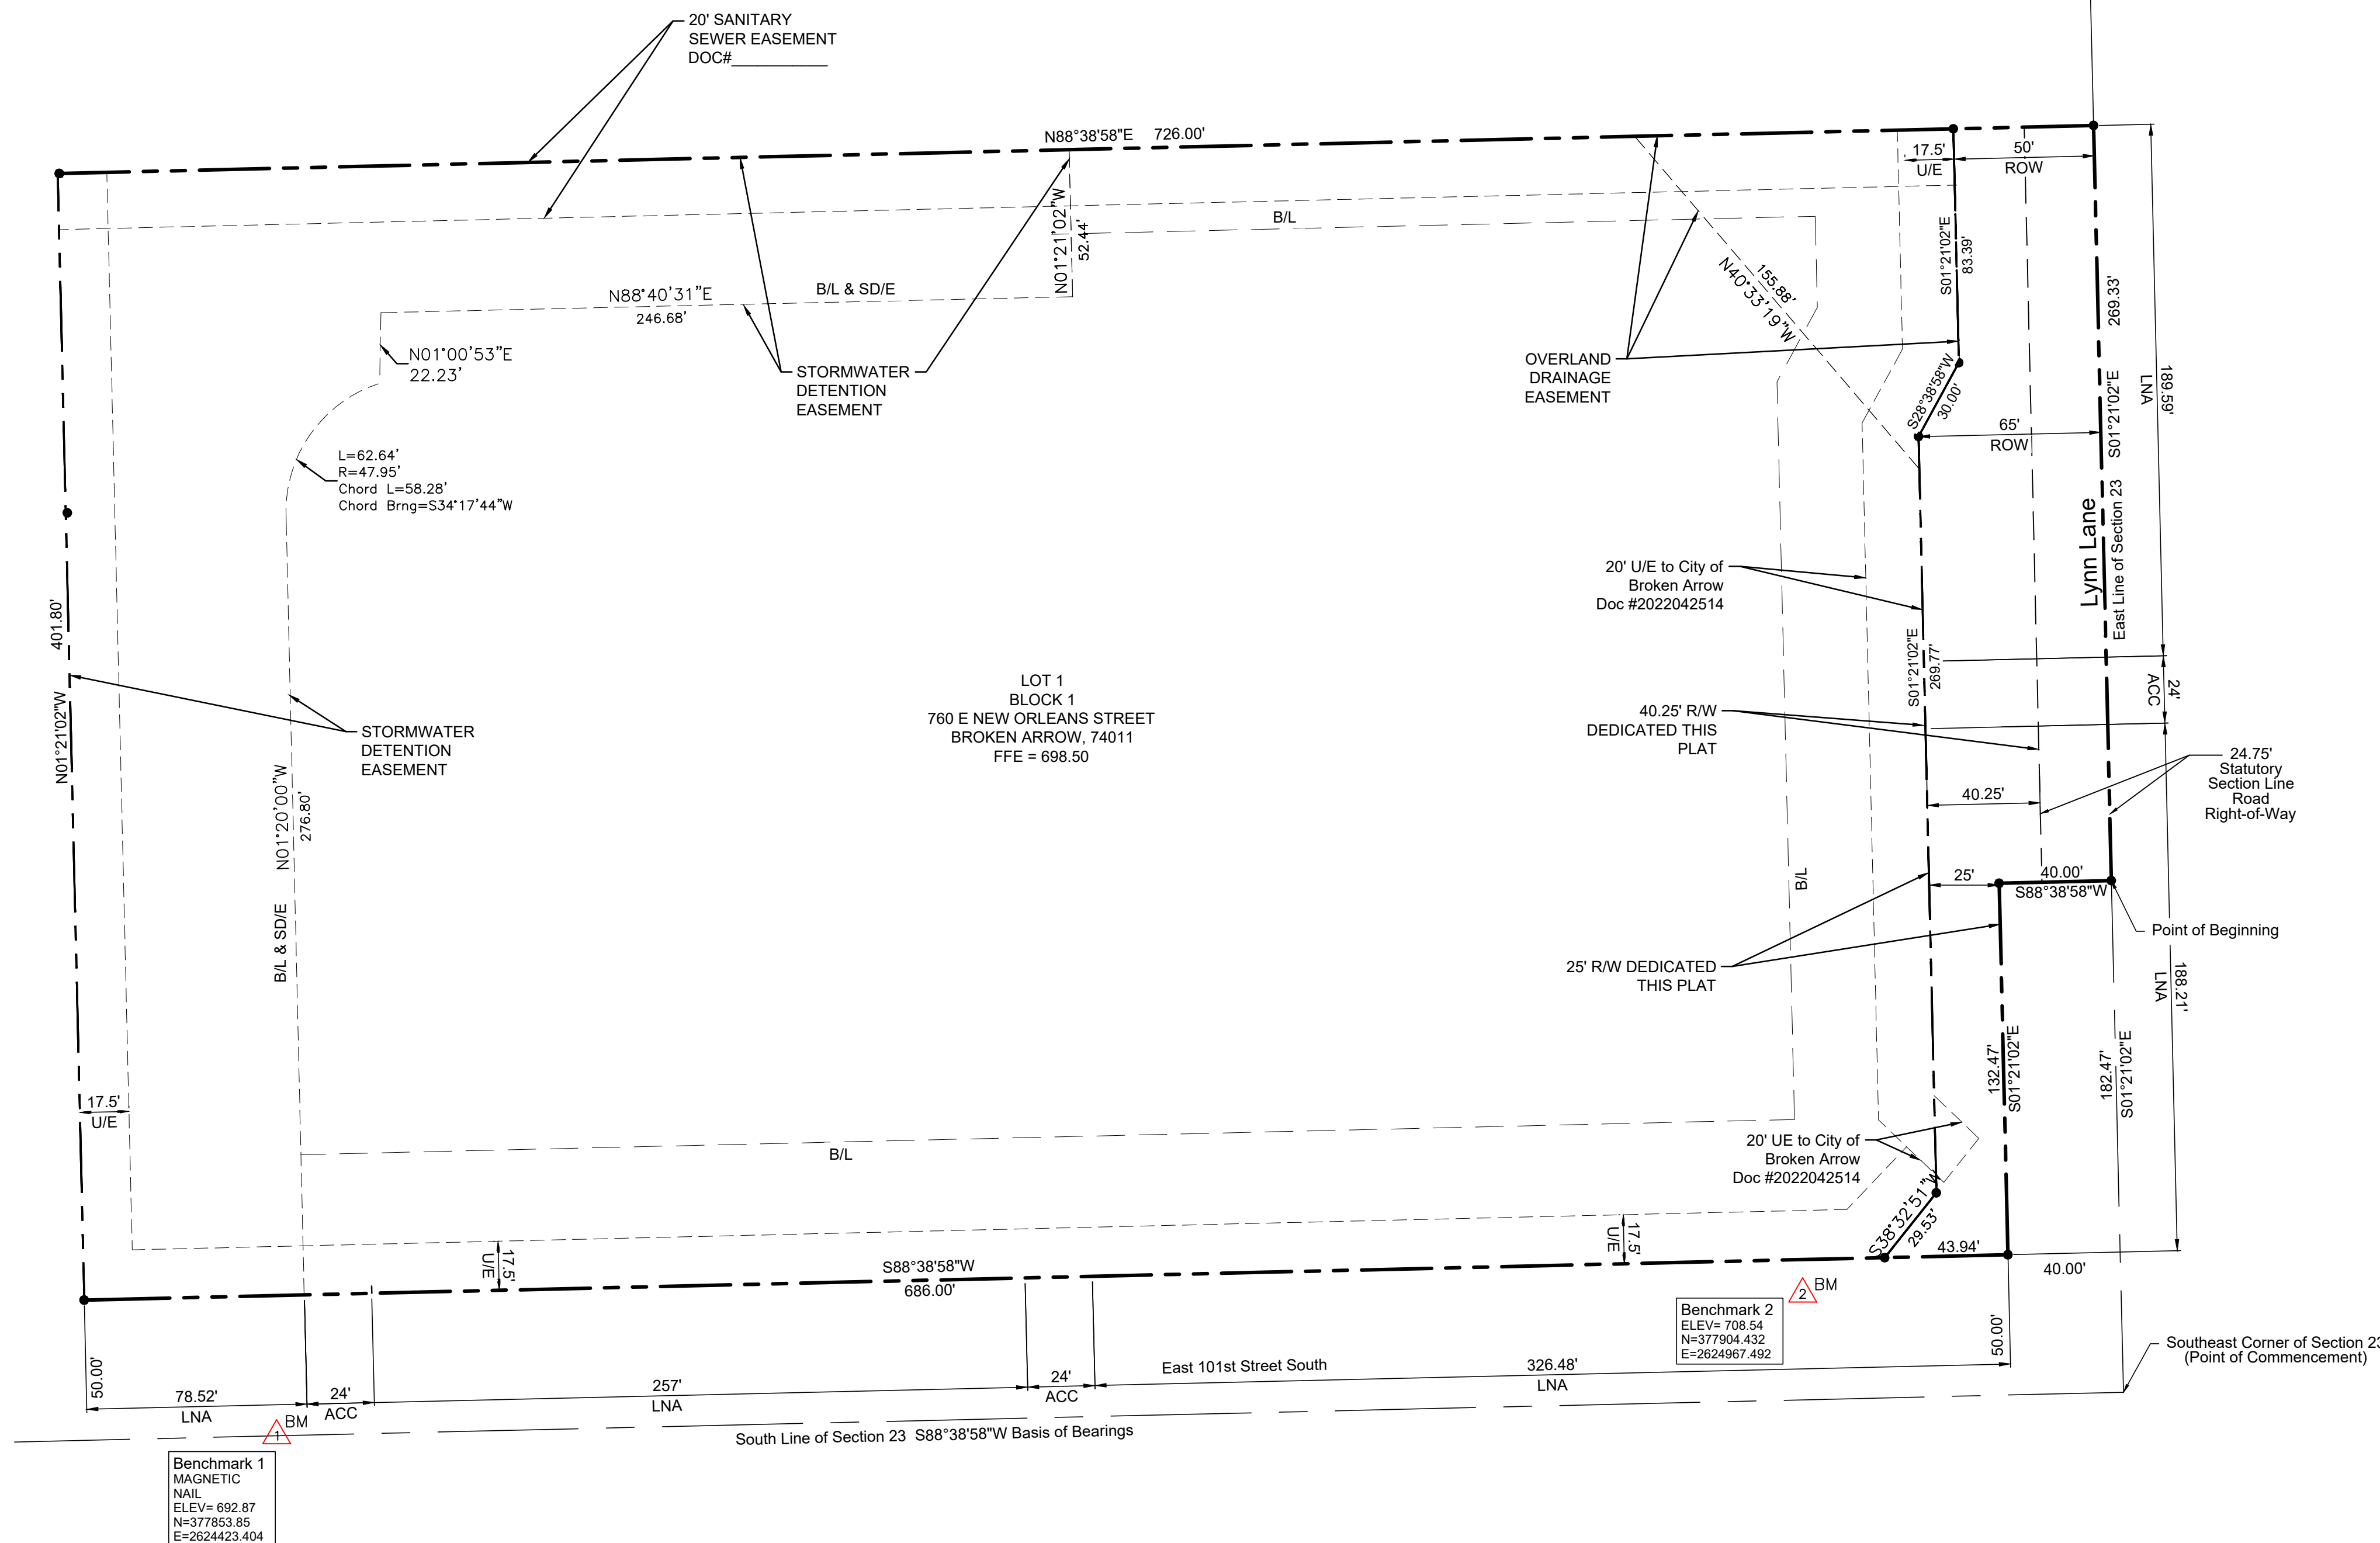 20' SANITARY
SEWER EASEMENT
DOC#___________
N88°38'58"E 726.00'
17.5'
U/E
50'
ROW
B/L
N01°21'02"W
52.44'
S01°21'02"E
83.39'
269.33'
S01°21'02"E
N88°40'31"E
246.68'
B/L & SD/E
155.88'
N40°33'19"W
N01°00'53"E
22.23'
STORMWATER
DETENTION
EASEMENT
OVERLAND
DRAINAGE
EASEMENT
S28°38'58"W
30.00'
65'
ROW
189.59'
LNA
L=62.64'
R=47.95'
Chord L=58.28'
Chord Brng=S34°17'44"W
Lynn Lane
East Line of Section 23
20' U/E to City of
Broken Arrow
Doc #2022042514
401.80'
N01°21'02"W
S01°21'02"E
269.77'
24'
ACC
LOT 1
BLOCK 1
760 E NEW ORLEANS STREET
BROKEN ARROW, 74011
FFE = 698.50
40.25' R/W
DEDICATED THIS
PLAT
STORMWATER
DETENTION
EASEMENT
24.75'
Statutory
Section Line
Road
Right-of-Way
40.25'
N01°20'00"W
276.80'
B/L & SD/E
B/L
25'
40.00'
S88°38'58"W
Point of Beginning
25' R/W DEDICATED
THIS PLAT
188.21'
LNA
132.47'
S01°21'02"E
182.47'
S01°21'02"E
17.5'
U/E
B/L
20' UE to City of
Broken Arrow
Doc #2022042514
S38°32'51"W
29.53'
43.94'
40.00'
17.5'
U/E
17.5'
U/E
S88°38'58"W
686.00'
2
BM
Benchmark 2
ELEV= 708.54
N=377904.432
E=2624967.492
50.00'
Southeast Corner of Section 23
(Point of Commencement)
50.00'
78.52'
LNA
24'
ACC
257'
LNA
24'
ACC
East 101st Street South
326.48'
LNA
1
BM
South Line of Section 23 S88°38'58"W Basis of Bearings
Benchmark 1
MAGNETIC
NAIL
ELEV= 692.87
N=377853.85
E=2624423.404